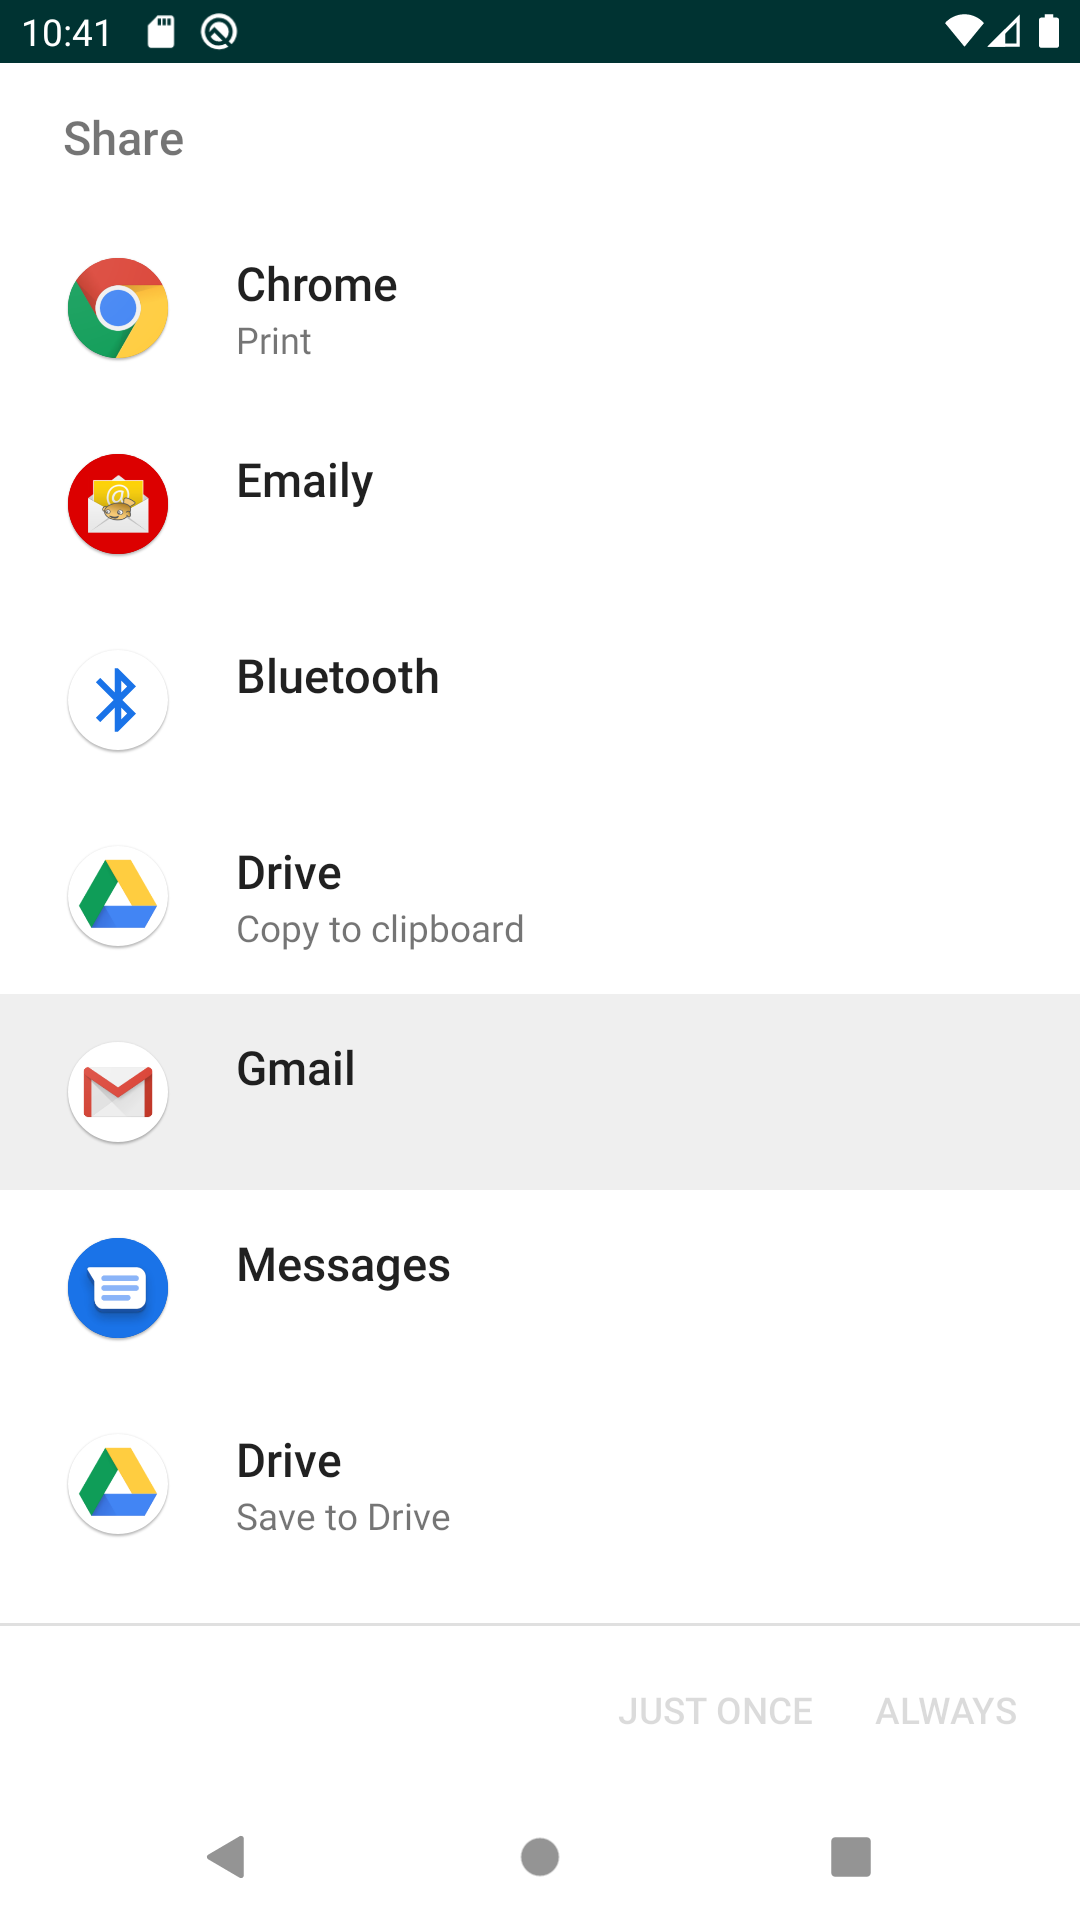 10:41
Share
Chrome
Print
Emaily
Bluetooth
Drive
Copy to clipboard
Gmail
Messages
Drive
Save to Drive
JUST ONCE ALWAYS